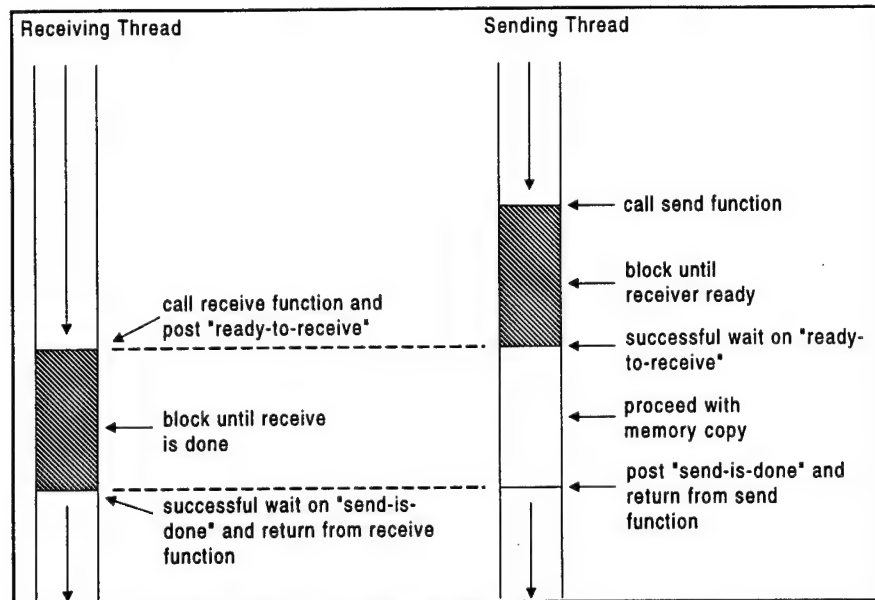 Receiving Thread
Sending Thread
call send function
block until
receiver ready
call receive function and
post "ready-to-receive"
successful wait on "ready-
to-receive"
block until receive
is done
proceed with
memory copy
post "send-is-done" and
return from send
function
successful wait on "send-is-
done" and return from receive
function